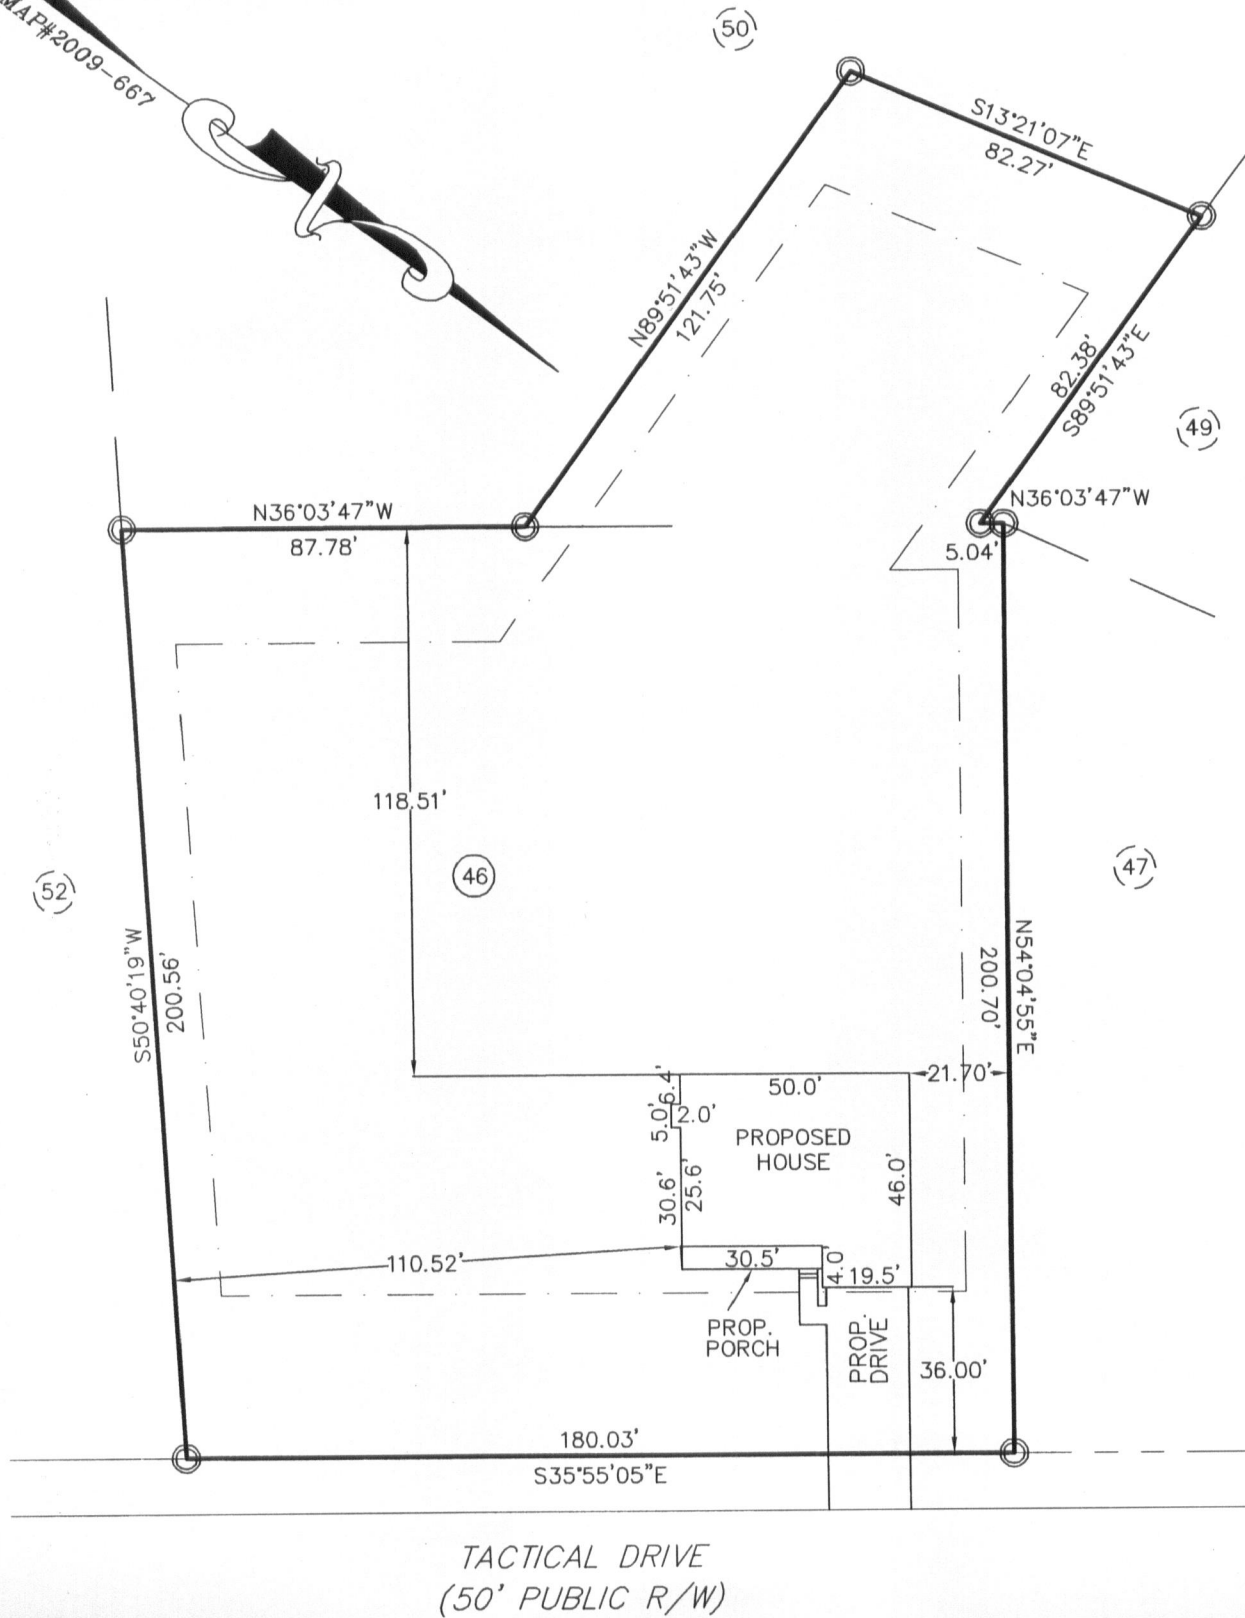 MAP#2009-667
50
S13°21'07"E
82.27'
N89°51'43"W
121.75'
82.38'
S89°51'43"E
49
N36°03'47"W
87.78'
N36°03'47"W
5.04'
118.51'
46
47
52
S50°40'19"W
200.56'
N54°04'55"E
200.70'
6.4'
50.0'
21.70'
5.0'
2.0'
PROPOSED
HOUSE
30.6'
25.6'
46.0'
110.52'
30.5'
4.0
19.5'
PROP.
PORCH
PROP.
DRIVE
36.00'
180.03'
S35°55'05"E
TACTICAL DRIVE
(50' PUBLIC R/W)